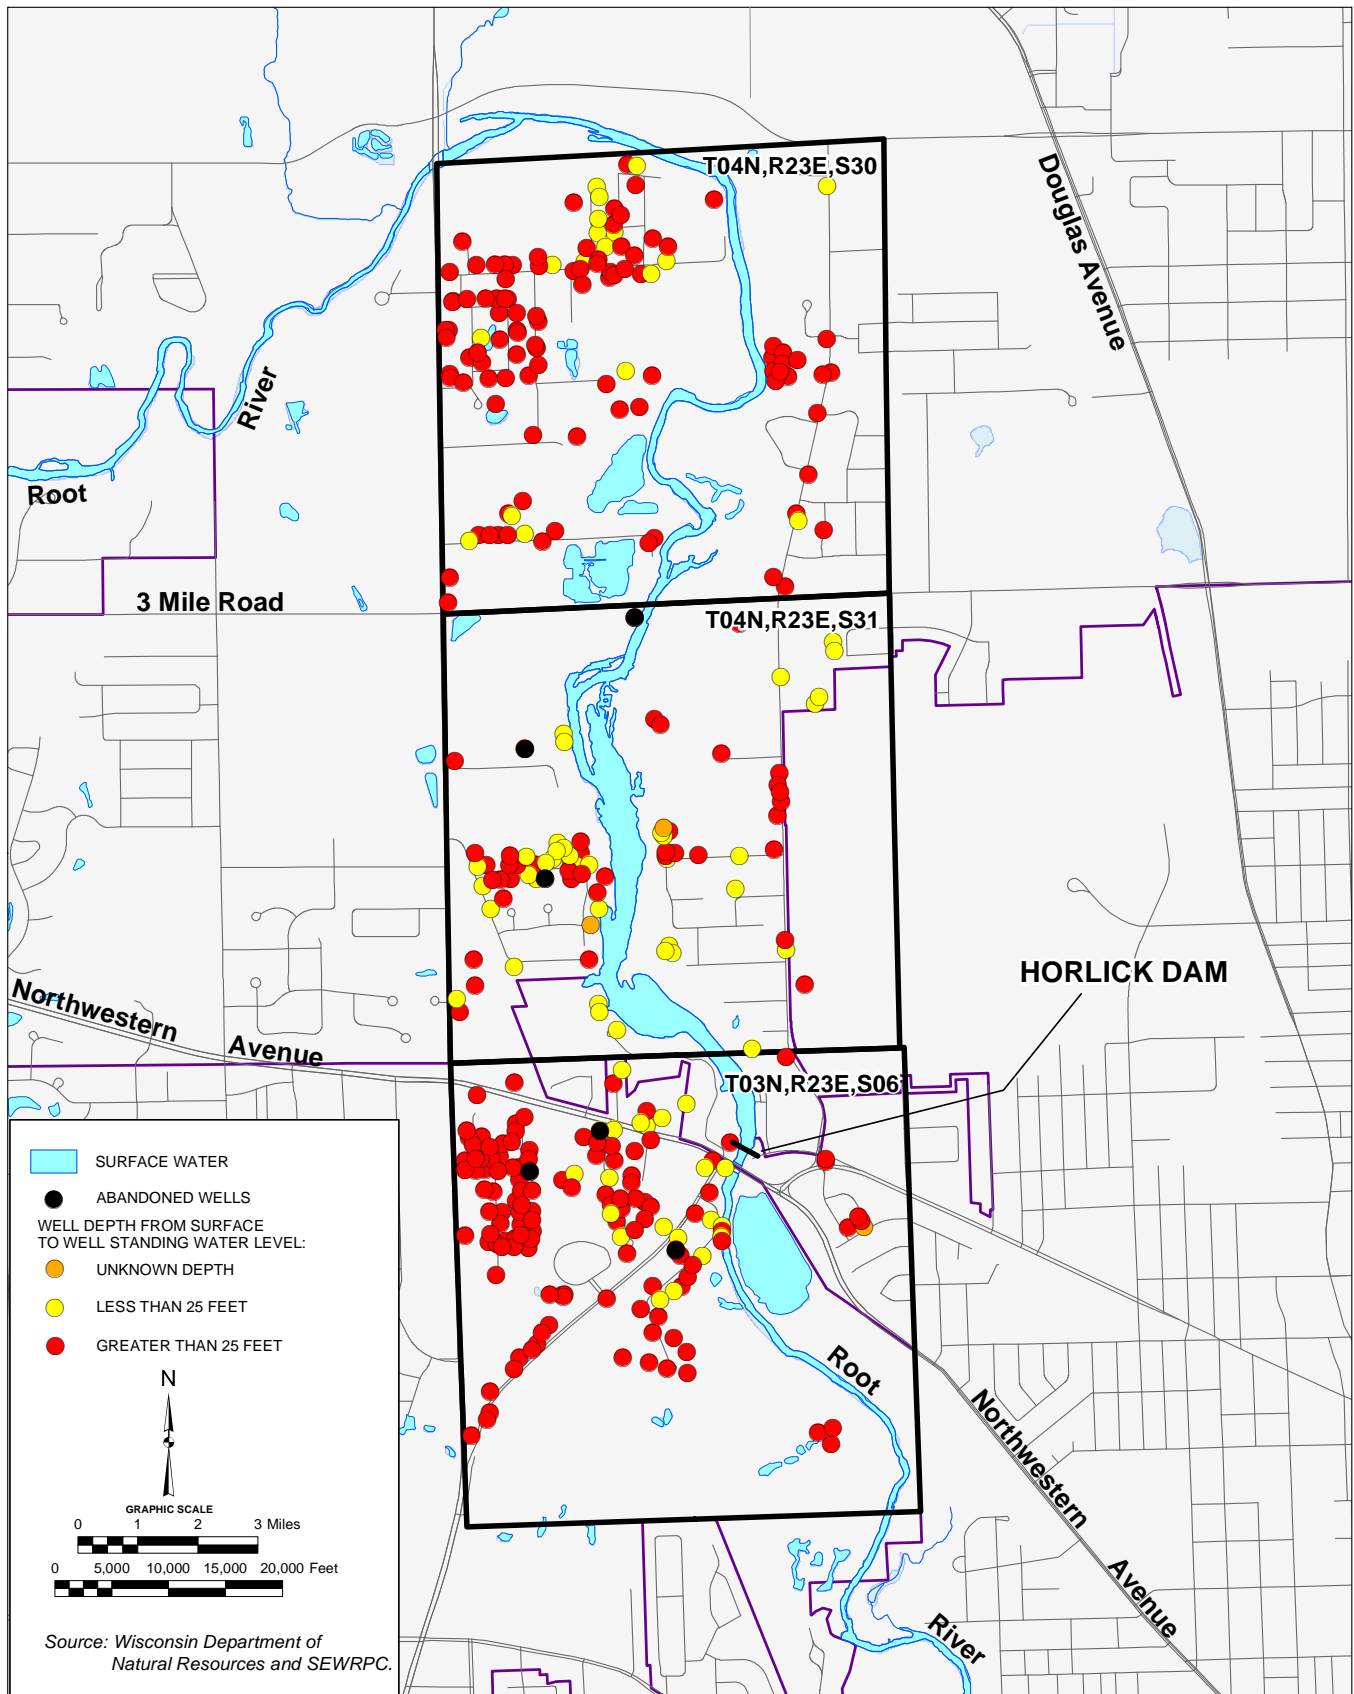 T04N,R23E,S30
Douglas Avenue
River
Root
3 Mile Road
T04N,R23E,S31
HORLICK DAM
Northwestern
Avenue
T03N,R23E,S06
SURFACE WATER
ABANDONED WELLS
WELL DEPTH FROM SURFACE
TO WELL STANDING WATER LEVEL:
UNKNOWN DEPTH
LESS THAN 25 FEET
GREATER THAN 25 FEET
Root
N
Northwestern
GRAPHIC SCALE
0 1 2 3 Miles
0 5,000 10,000 15,000 20,000 Feet
Avenue
River
Source: Wisconsin Department of
Natural Resources and SEWRPC.